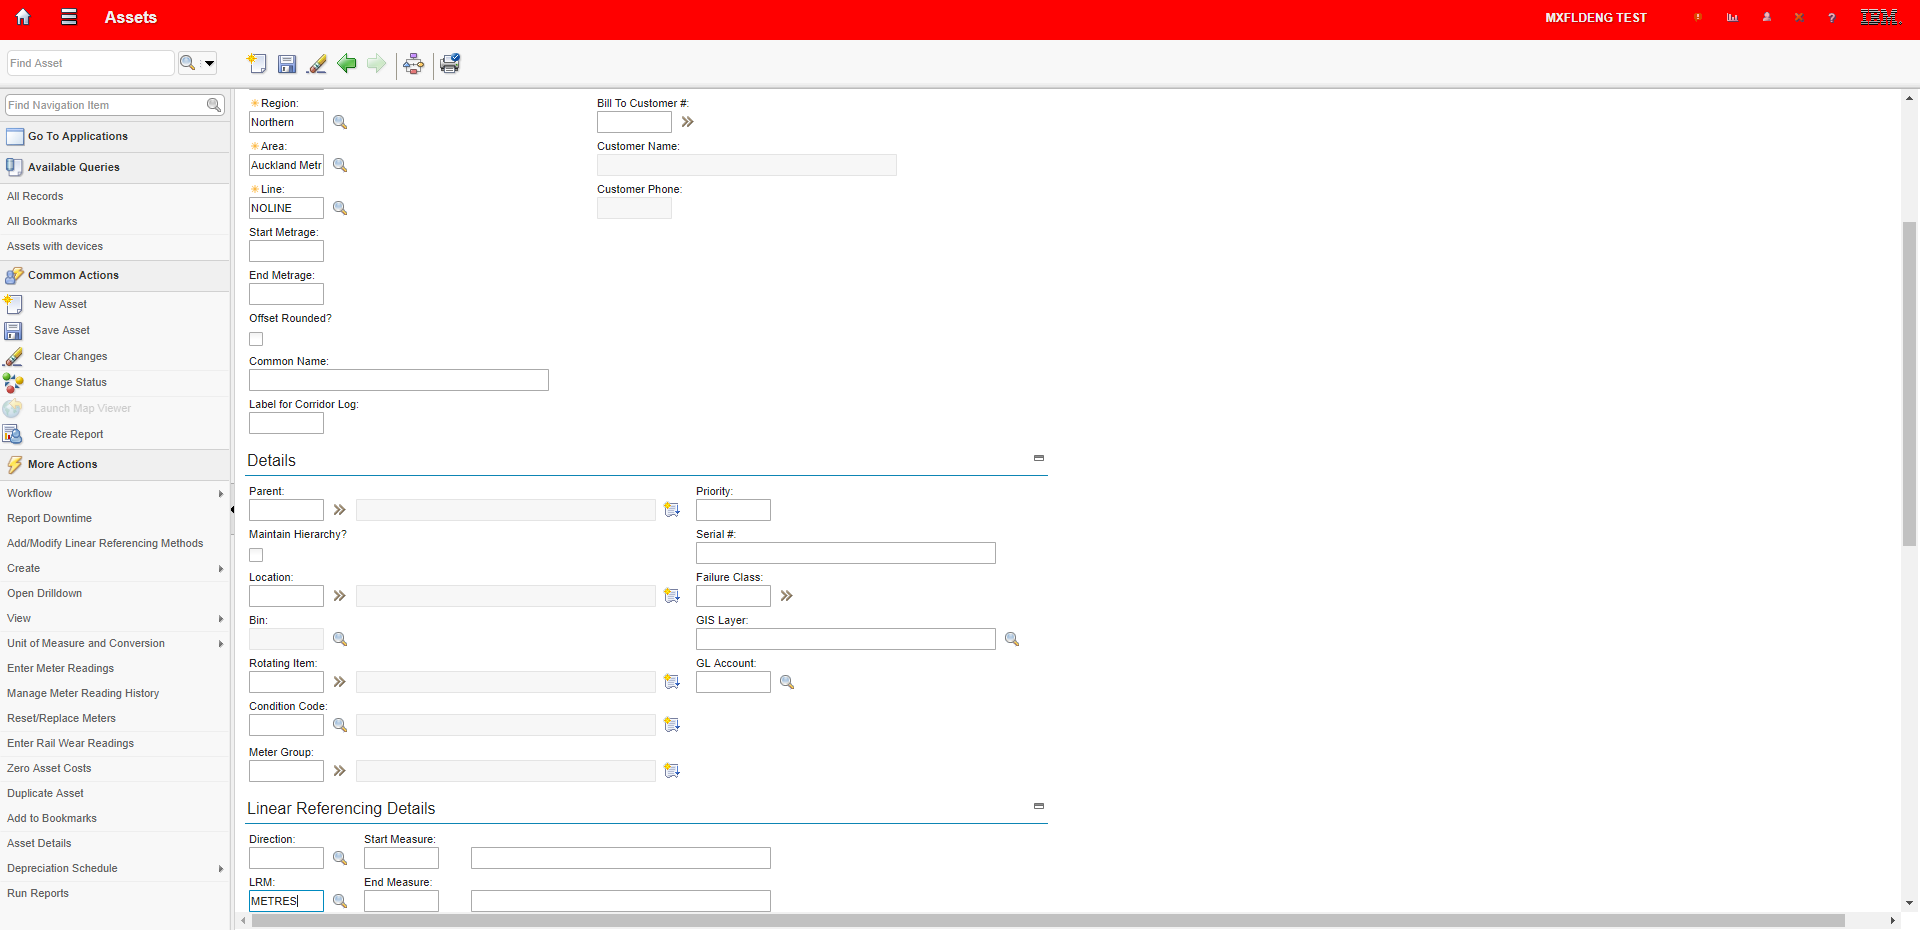 Assets
MXFLDENG TEST
?
IBM
Find Asset
Find Navigation Item
Go To Applications
Available Queries
All Records
All Bookmarks
Assets with devices
Common Actions
New Asset
Save Asset
Clear Changes
Change Status
Launch Map Viewer
Create Report
More Actions
Workflow
Report Downtime
Add/Modify Linear Referencing Methods
Create
Open Drilldown
View
Unit of Measure and Conversion
Enter Meter Readings
Manage Meter Reading History
Reset/Replace Meters
Enter Rail Wear Readings
Zero Asset Costs
Duplicate Asset
Add to Bookmarks
Asset Details
Depreciation Schedule
Run Reports
Region:
Northern
Bill To Customer #:
Area:
Auckland Metr
Customer Name:
Line:
NOLINE
Customer Phone:
Start Metrage:
End Metrage:
Offset Rounded?
Common Name:
Label for Corridor Log:
Details
Parent:
Priority:
Maintain Hierarchy?
Serial #:
Location:
Failure Class:
Bin:
GIS Layer:
Rotating Item:
GL Account:
Condition Code:
Meter Group:
Linear Referencing Details
Direction:
Start Measure:
LRM:
METRES
End Measure: